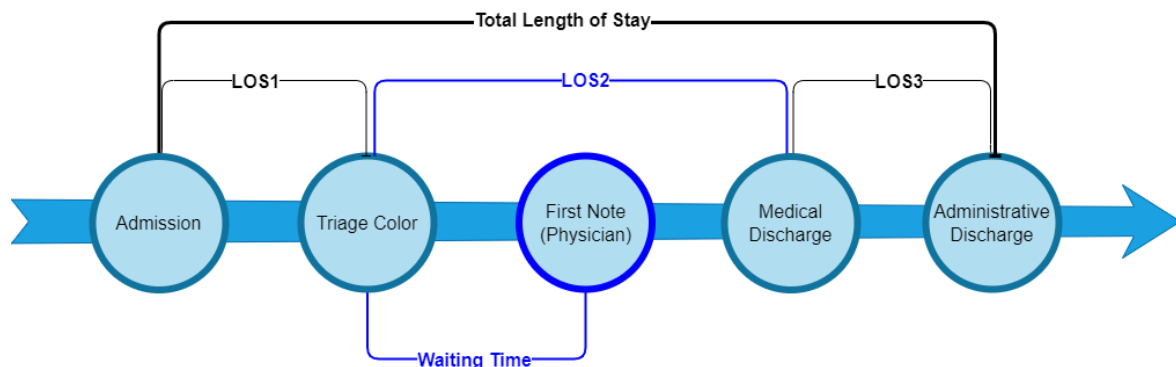 Total Length of Stay
LOS1
LOS2
LOS3
Admission
Triage Color
First Note
(Physician)
Medical
Discharge
Administrative
Discharge
Waiting Time